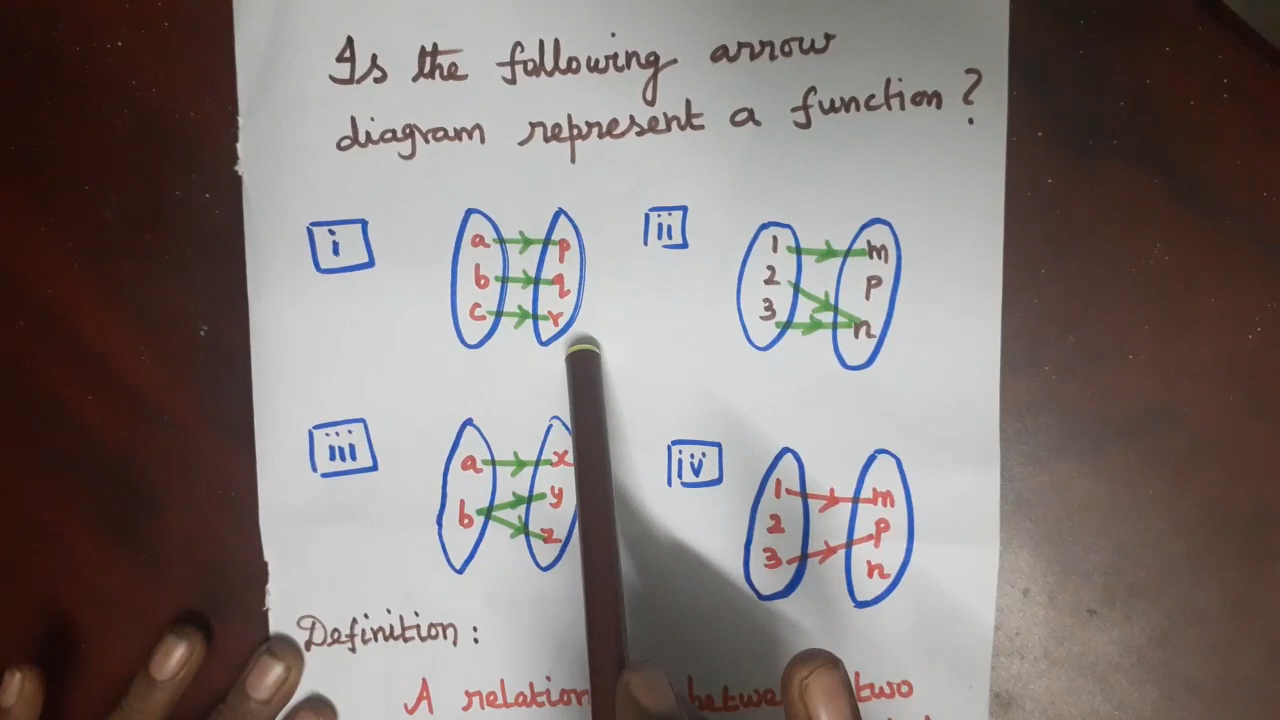 Is the following arrow
diagram represent a function?
i
a p
b q
c r
ii
1 m
2 p
3 n
iii
a x
b y
z
iv
1 m
2 p
3 n
Definition:
A relation two